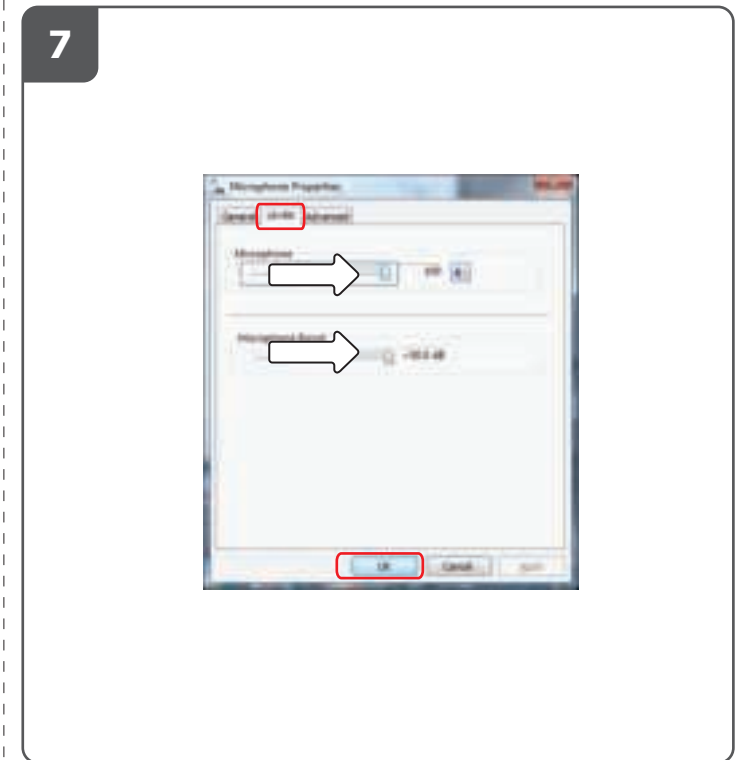 7
Microphone Properties
General Levels Advanced
Microphone
100
Microphone Boost
+30.0 dB
OK Cancel Apply